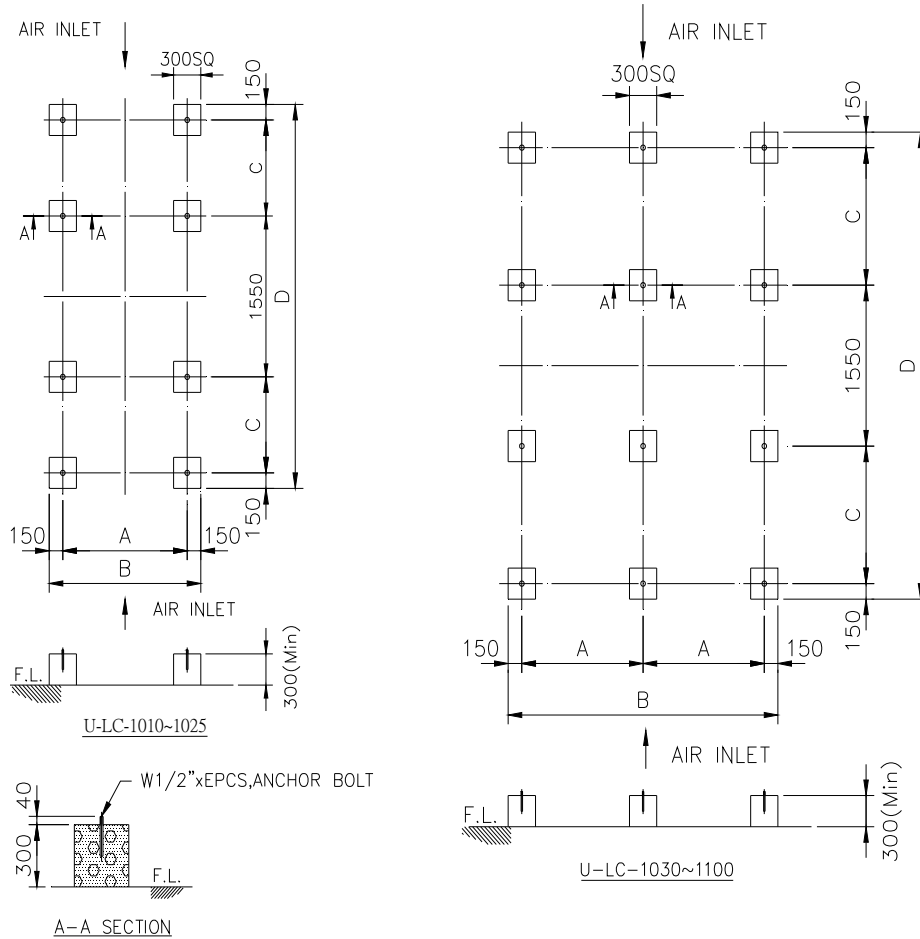 AIR INLET
300SQ
150
C
A A
1550
D
C
150
150 A 150
B
AIR INLET
F.L.
300(Min)
U-LC-1010~1025
40
W1/2"xEPCS,ANCHOR BOLT
300
F.L.
A-A SECTION
AIR INLET
300SQ
150
C
A A
1550
D
C
150
150 A A 150
B
AIR INLET
F.L.
300(Min)
U-LC-1030~1100